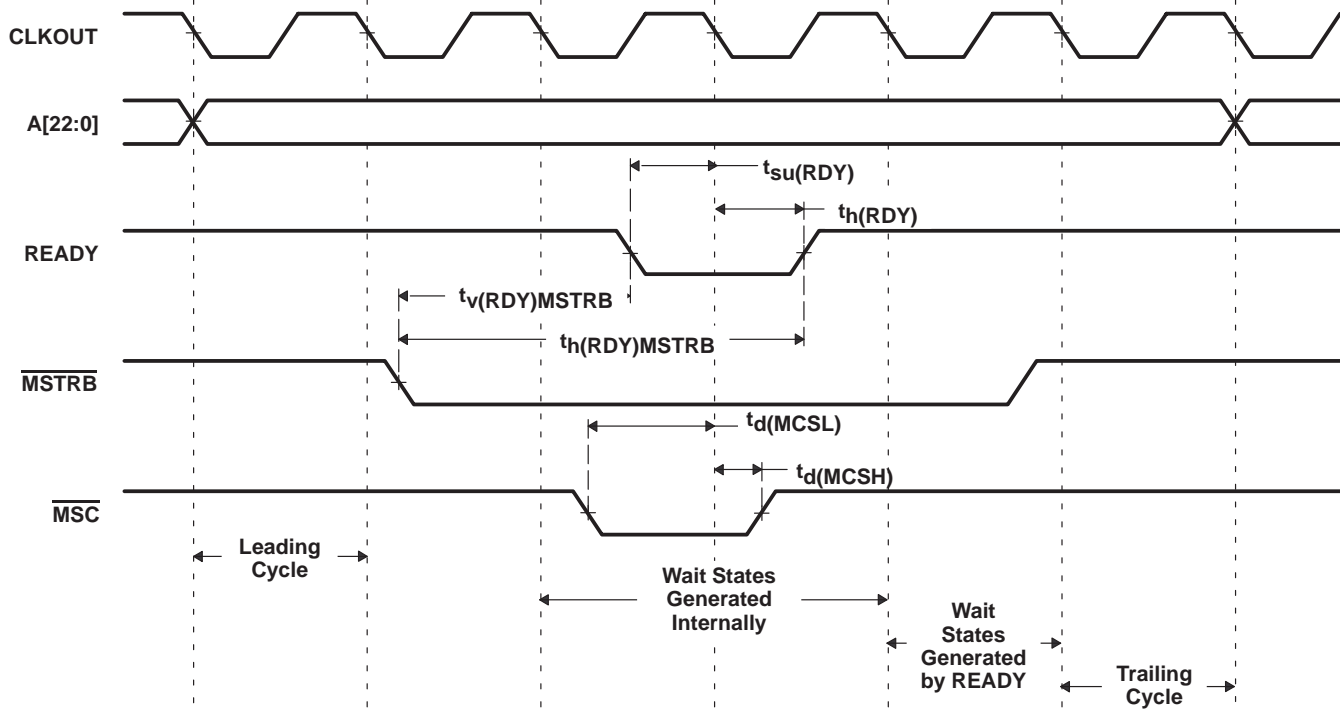 CLKOUT
A[22:0]
tsu(RDY)
th(RDY)
READY
tv(RDY)MSTRB
th(RDY)MSTRB
MSTRB
td(MCSL)
td(MCSH)
MSC
Leading
Cycle
Wait States
Generated
Internally
Wait
States
Generated
by READY
Trailing
Cycle